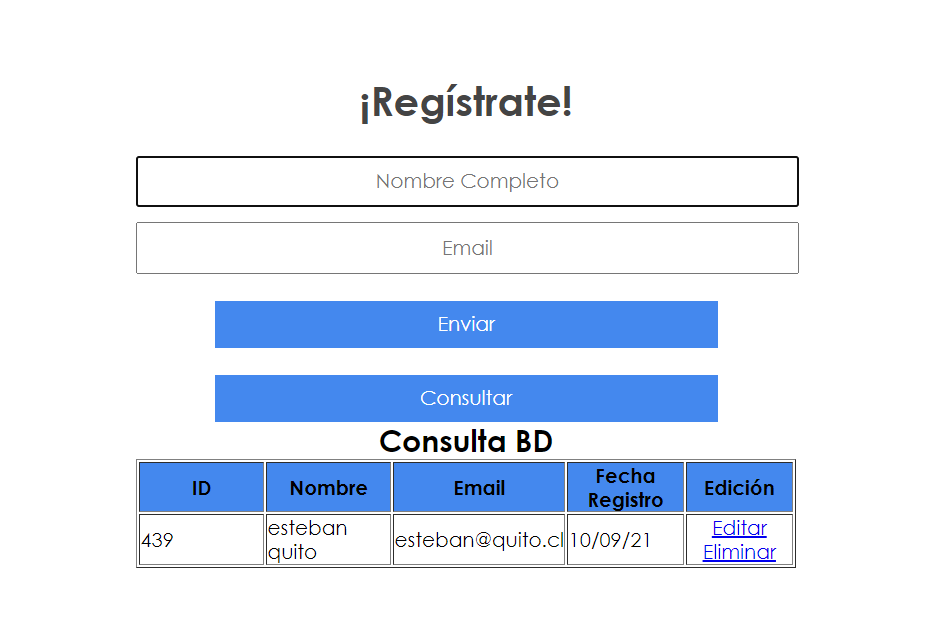 ¡Regístrate!
Nombre Completo
Email
Enviar
Consultar
Consulta BD
ID Nombre Email Fecha Registro Edición
439 esteban quito esteban@quito.cl 10/09/21 Editar Eliminar